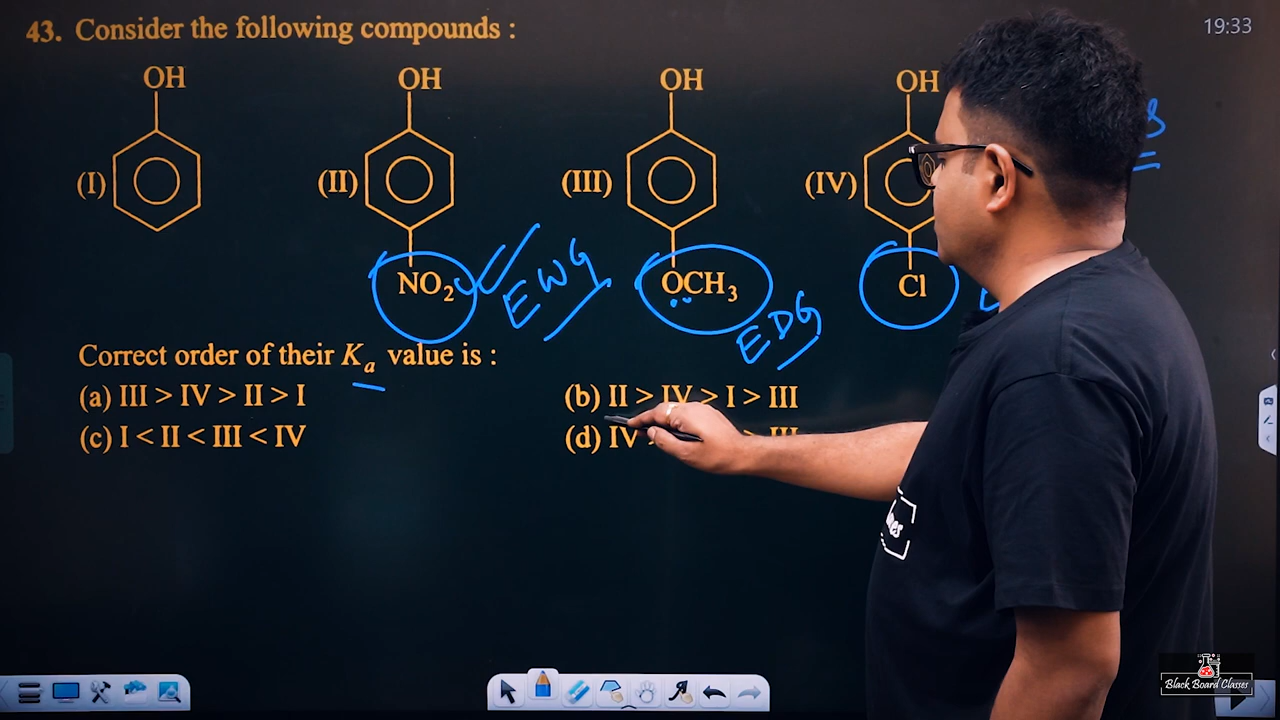 19:33
43. Consider the following compounds :
OH OH OH OH
(I) (II) (III) (IV)
NO₂ OCH₃ Cl
EWG EDG
Correct order of their Kₐ value is :
(a) III > IV > II > I (b) II > IV > I > III
(c) I < II < III < IV (d) IV III
Black Board Classes